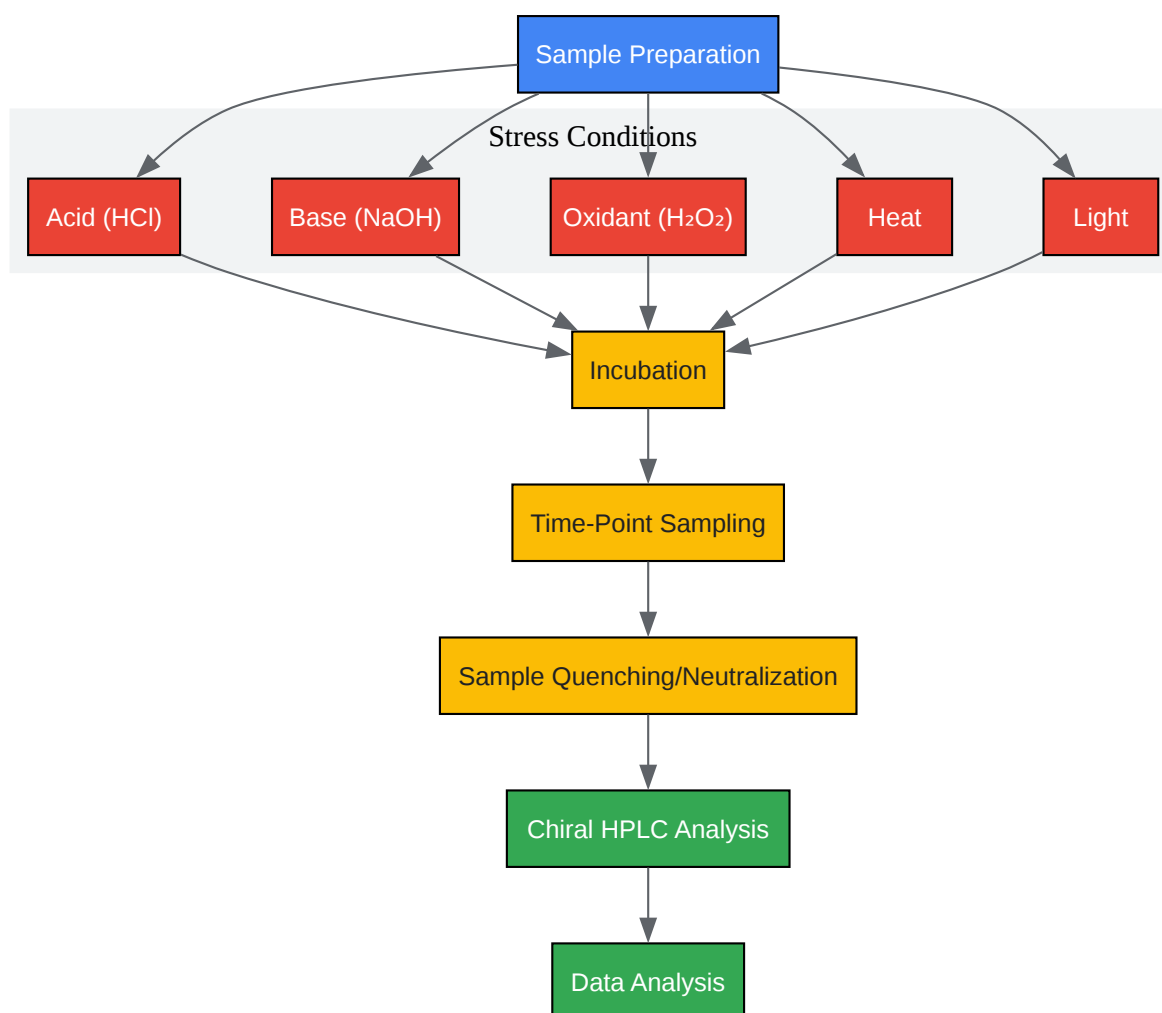 Sample Preparation
Stress Conditions
Acid (HCl)
Base (NaOH)
Oxidant (H₂O₂)
Heat
Light
Incubation
Time-Point Sampling
Sample Quenching/Neutralization
Chiral HPLC Analysis
Data Analysis